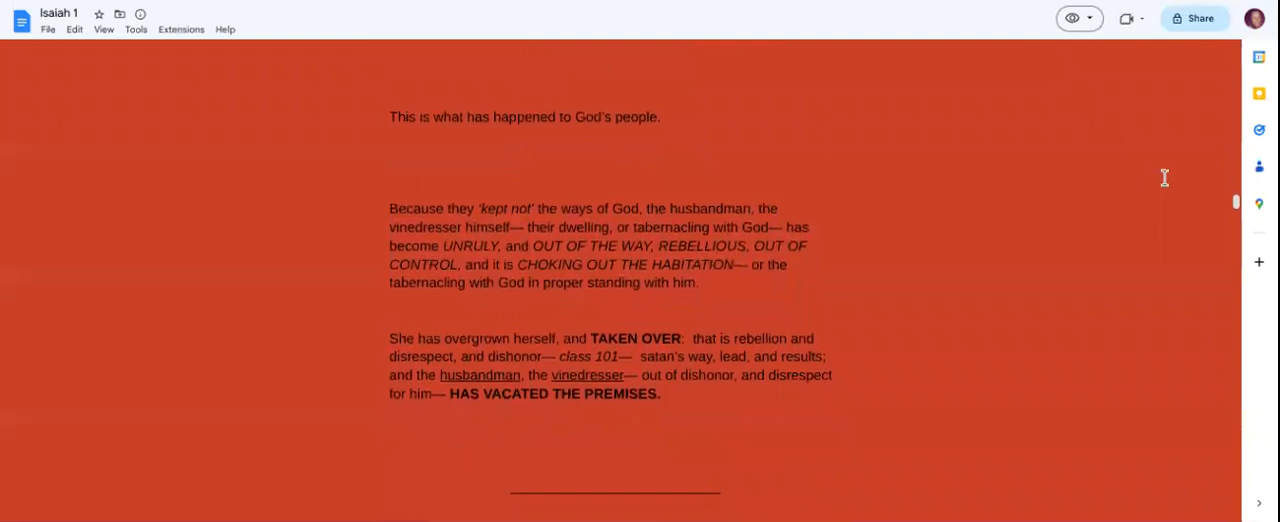 Isaiah 1
File Edit View Tools Extensions Help
Share
This is what has happened to God's people.
Because they 'kept not' the ways of God, the husbandman, the
vinedresser himself— their dwelling, or tabernacling with God— has
become UNRULY, and OUT OF THE WAY, REBELLIOUS, OUT OF
CONTROL, and it is CHOKING OUT THE HABITATION— or the
tabernacling with God in proper standing with him.
She has overgrown herself, and TAKEN OVER:  that is rebellion and
disrespect, and dishonor— class 101—  satan's way, lead, and results;
and the husbandman, the vinedresser— out of dishonor, and disrespect
for him— HAS VACATED THE PREMISES.